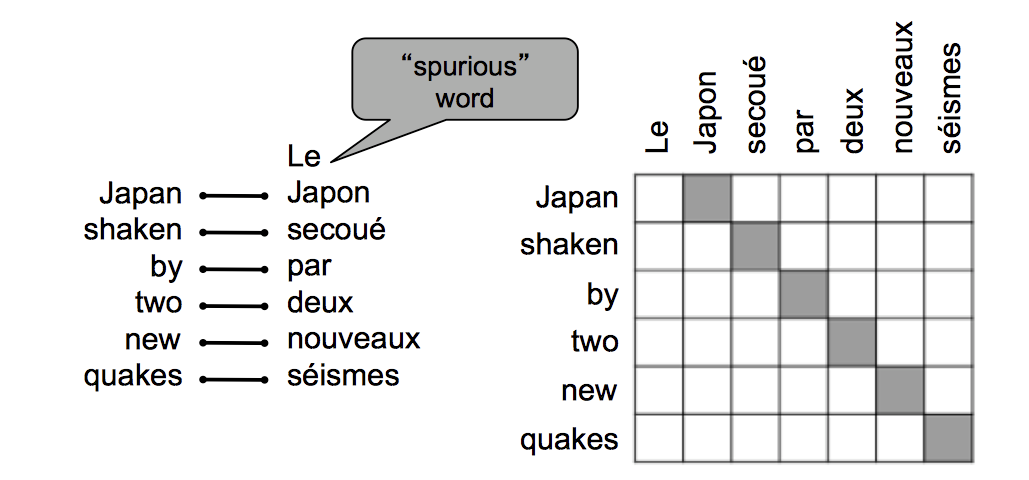 “spurious”
word
Le
Japan Japon
shaken secoué
by par
two deux
new nouveaux
quakes séismes
Le Japon secoué par deux nouveaux séismes
Japan
shaken
by
two
new
quakes